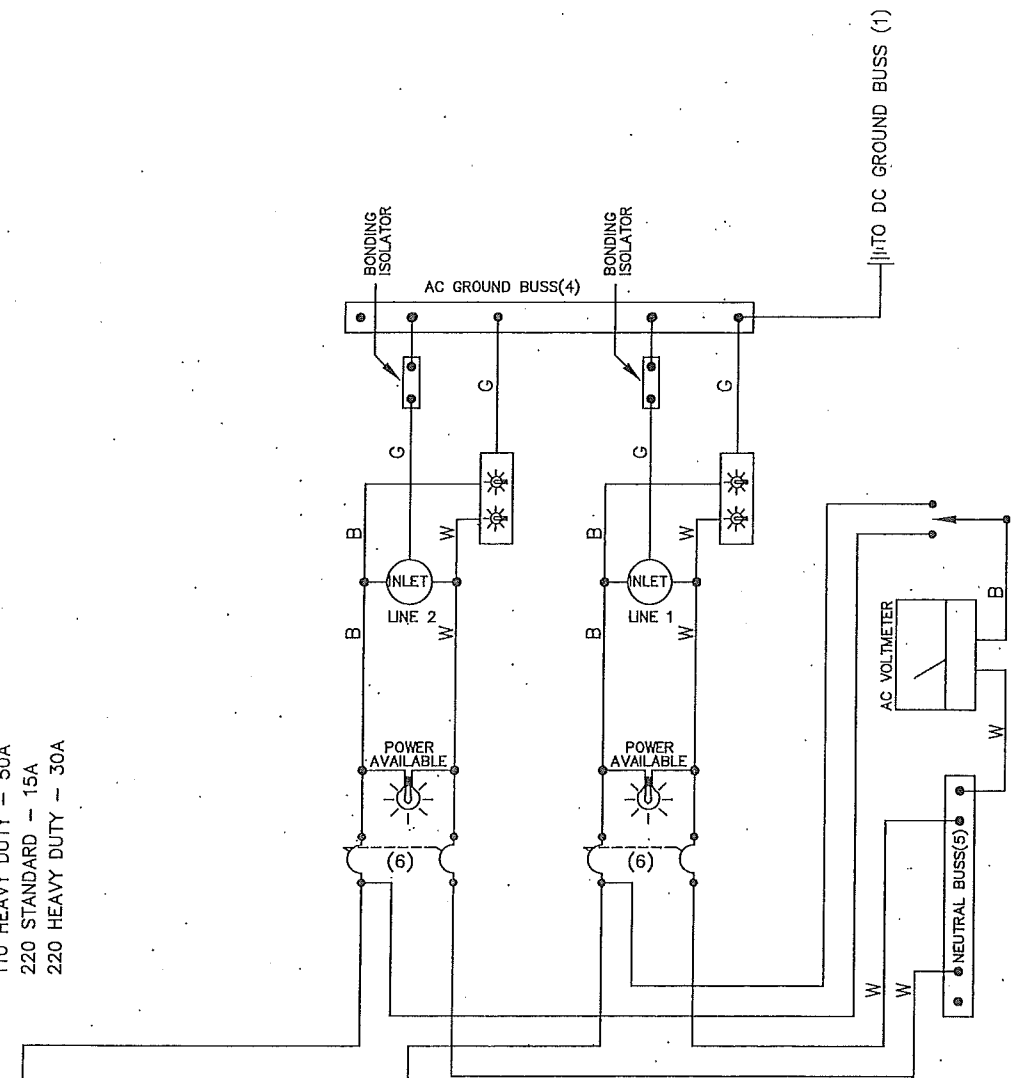 TO DC GROUND BUSS (1)
BONDING
ISOLATOR
BONDING
ISOLATOR
AC GROUND BUSS(4)
G
G
G
G
B
W
B
W
INLET
LINE 2
INLET
LINE 1
B
W
B
W
B
AC VOLTMETER
W
POWER
AVAILABLE
POWER
AVAILABLE
(6)
(6)
NEUTRAL BUSS(5)
W
W
110 HEAVY DUTY – 50A
220 STANDARD – 15A
220 HEAVY DUTY – 30A